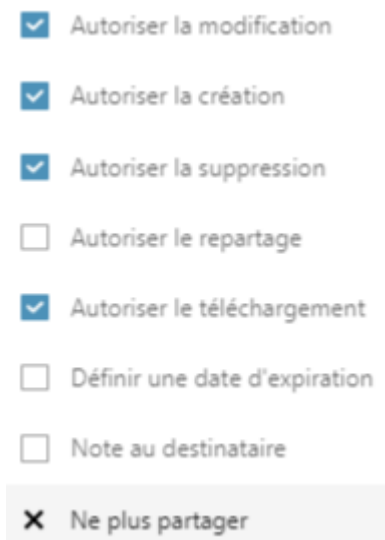 Autoriser la modification
Autoriser la création
Autoriser la suppression
Autoriser le repartage
Autoriser le téléchargement
Définir une date d'expiration
Note au destinataire
Ne plus partager